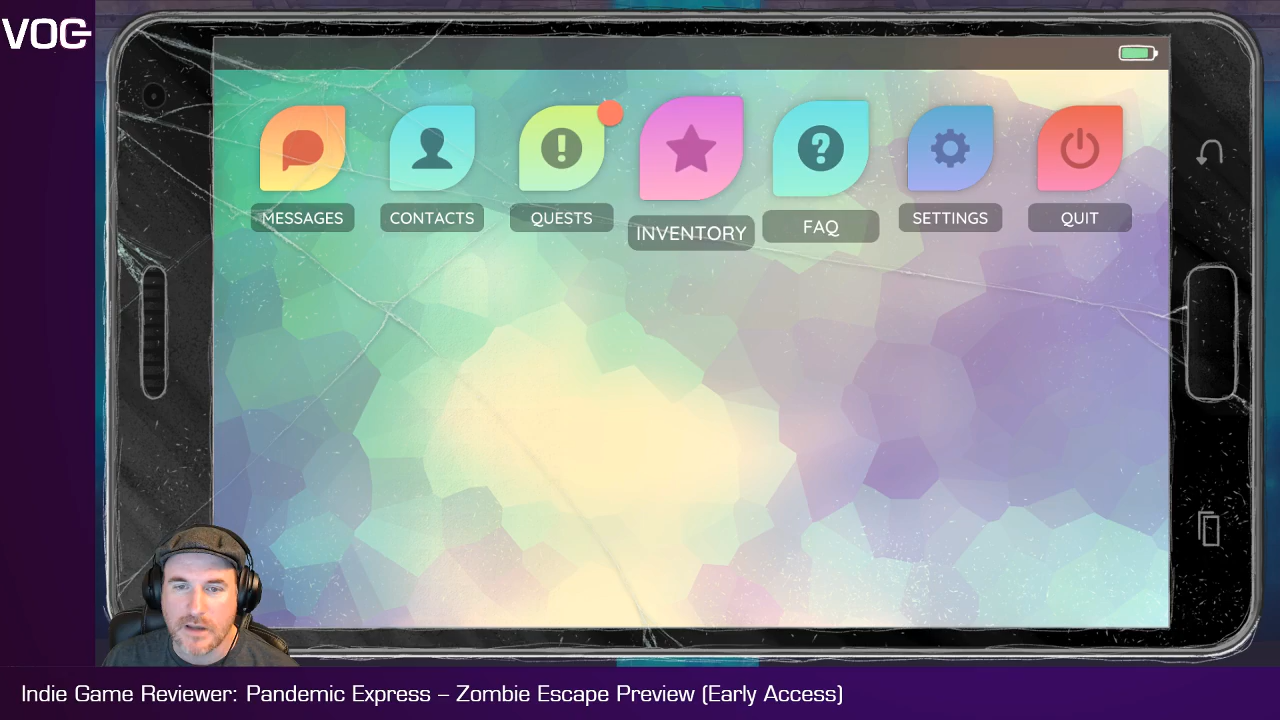 VOG
MESSAGES
CONTACTS
QUESTS
INVENTORY
FAQ
SETTINGS
QUIT
Indie Game Reviewer: Pandemic Express – Zombie Escape Preview (Early Access)